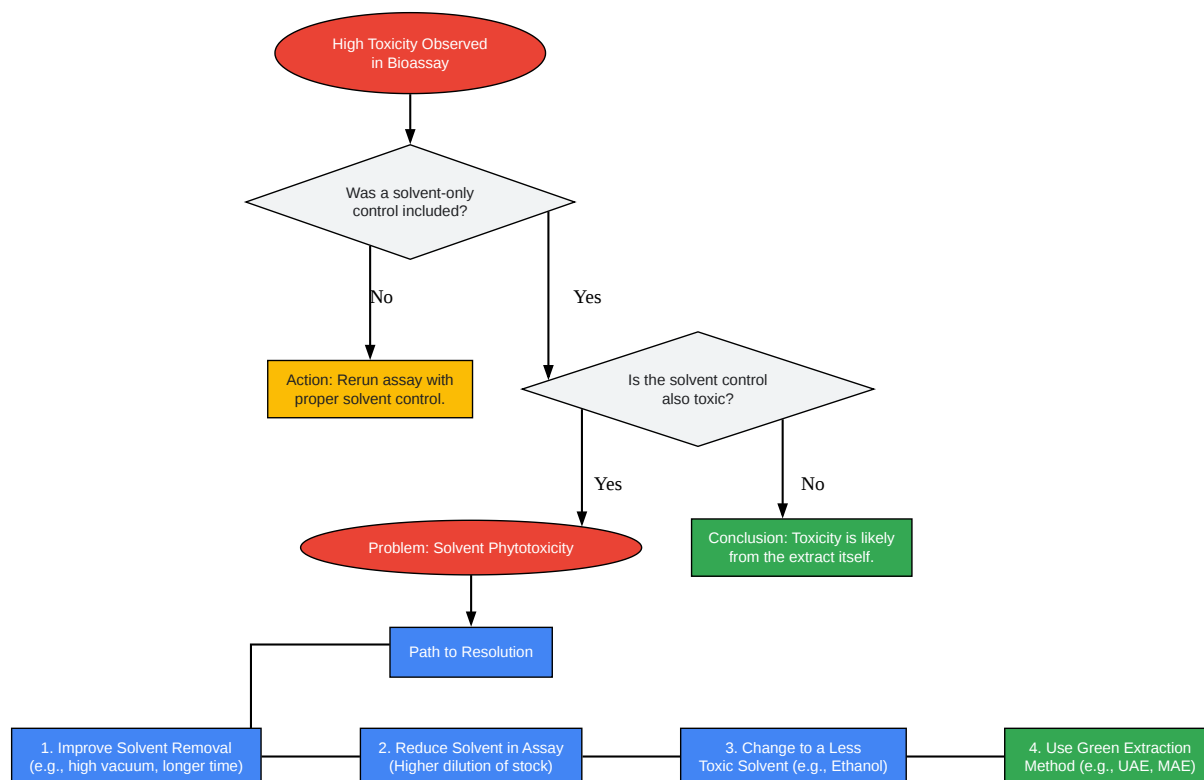 High Toxicity Observed
in Bioassay
Was a solvent-only
control included?
No
Yes
Action: Rerun assay with
proper solvent control.
Is the solvent control
also toxic?
Yes
No
Problem: Solvent Phytotoxicity
Conclusion: Toxicity is likely
from the extract itself.
Path to Resolution
1. Improve Solvent Removal
(e.g., high vacuum, longer time)
2. Reduce Solvent in Assay
(Higher dilution of stock)
3. Change to a Less
Toxic Solvent (e.g., Ethanol)
4. Use Green Extraction
Method (e.g., UAE, MAE)